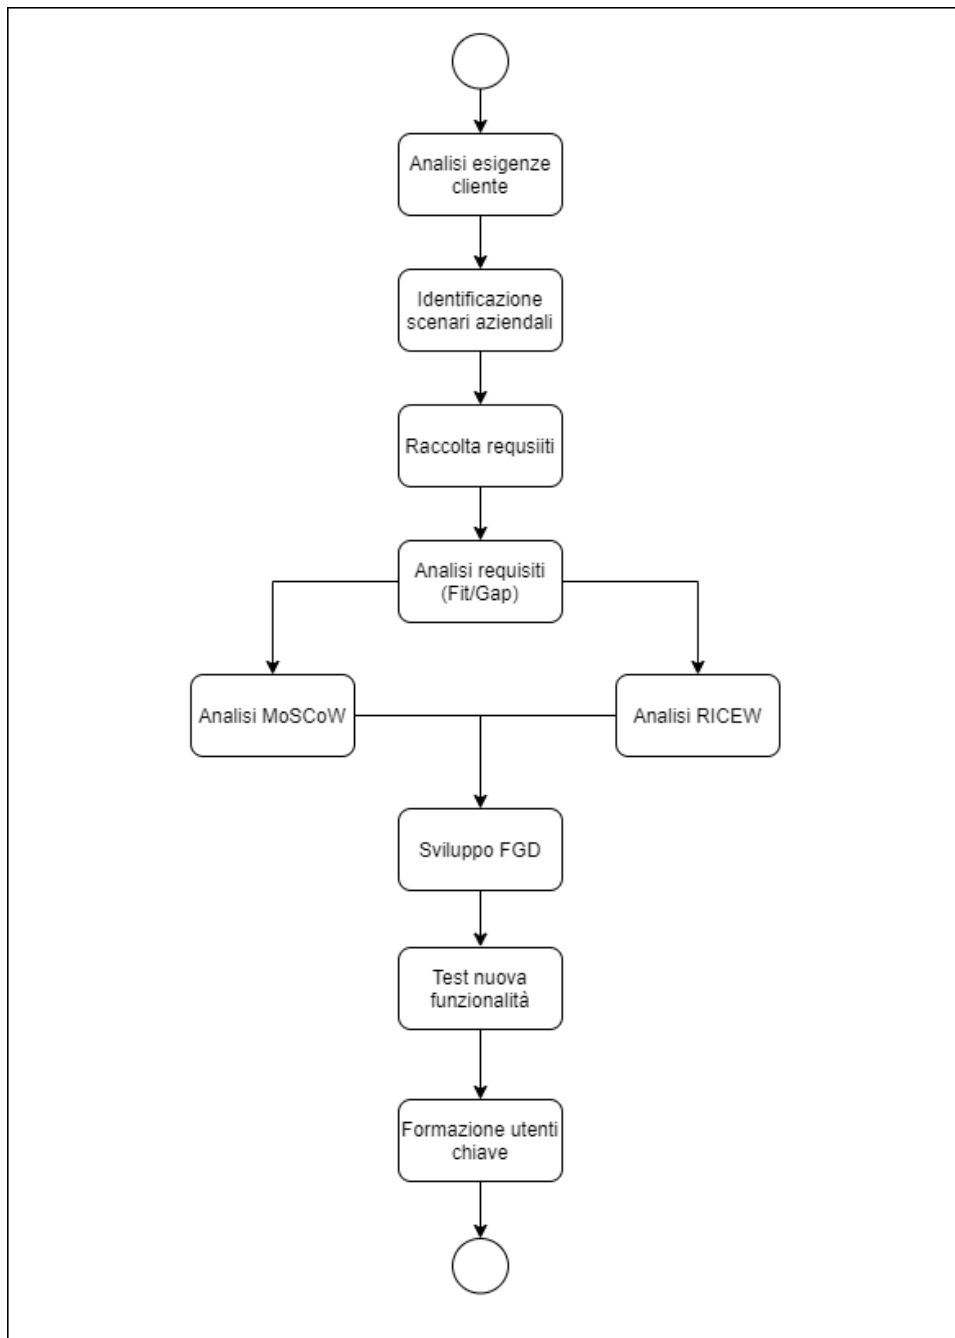 Analisi esigenze
cliente
Identificazione
scenari aziendali
Raccolta requsiiti
Analisi requisiti
(Fit/Gap)
Analisi MoSCoW
Analisi RICEW
Sviluppo FGD
Test nuova
funzionalità
Formazione utenti
chiave